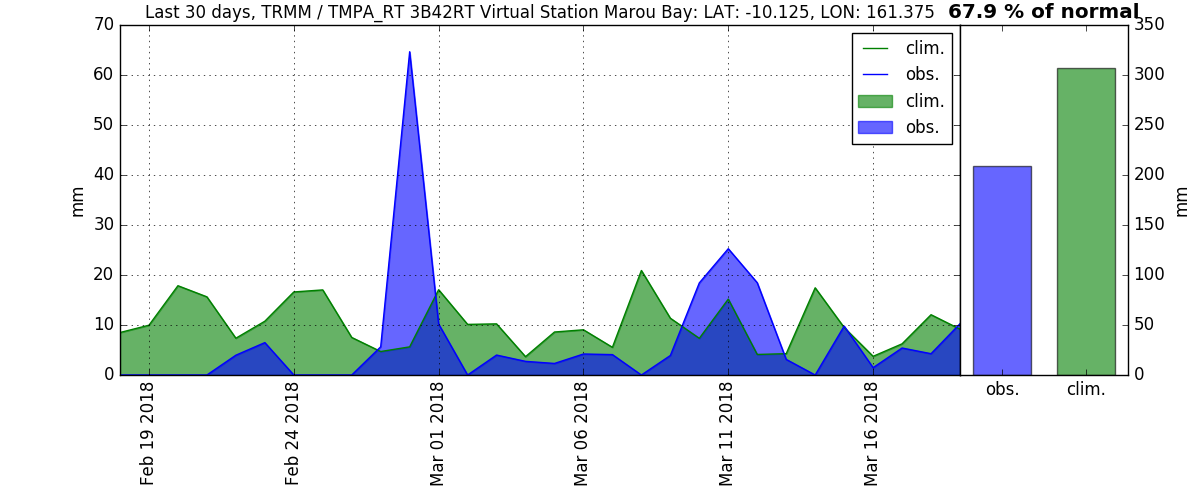 Last 30 days, TRMM / TMPA_RT 3B42RT Virtual Station Marou Bay: LAT: -10.125, LON: 161.375 67.9 % of normal
70
60
50
40
30
20
10
0
mm
clim.
obs.
clim.
obs.
350
300
250
200
150
100
50
0
mm
Feb 19 2018
Feb 24 2018
Mar 01 2018
Mar 06 2018
Mar 11 2018
Mar 16 2018
obs.
clim.